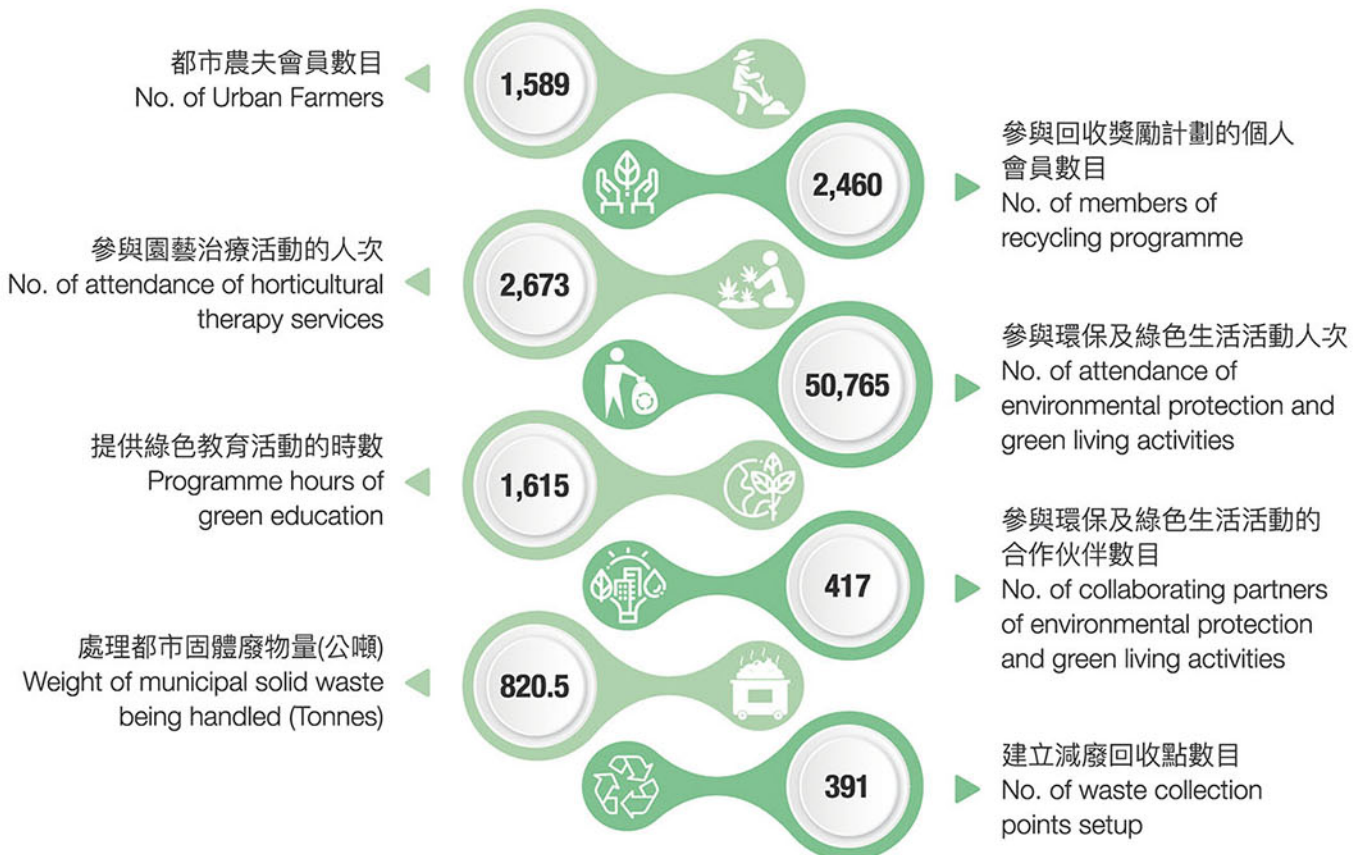 都市農夫會員數目
No. of Urban Farmers
1,589
2,460
參與回收獎勵計劃的個人
會員數目
No. of members of
recycling programme
參與園藝治療活動的人次
No. of attendance of horticultural
therapy services
2,673
50,765
參與環保及綠色生活活動人次
No. of attendance of
environmental protection and
green living activities
提供綠色教育活動的時數
Programme hours of
green education
1,615
417
參與環保及綠色生活活動的
合作伙伴數目
No. of collaborating partners
of environmental protection
and green living activities
處理都市固體廢物量(公噸)
Weight of municipal solid waste
being handled (Tonnes)
820.5
391
建立減廢回收點數目
No. of waste collection
points setup